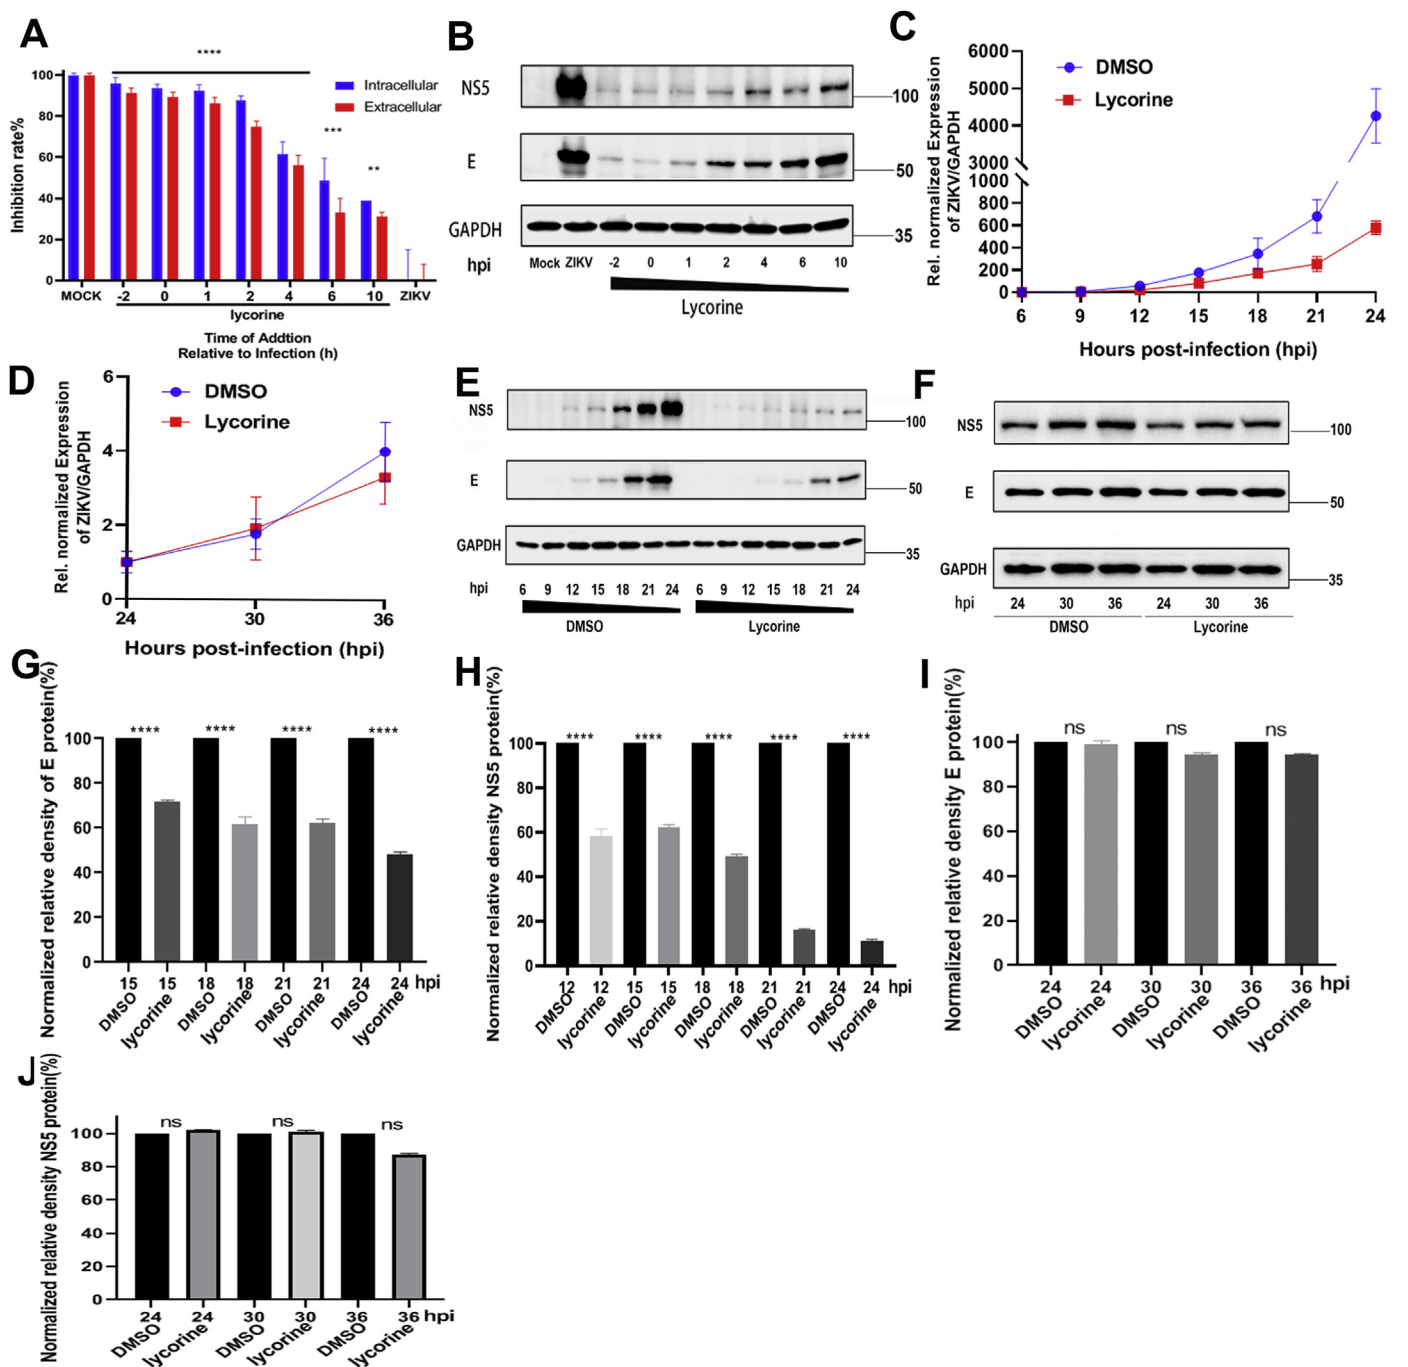 A
****
100
80
60
40
20
0
Inhibition rate%
Intracellular
Extracellular
***
**
MOCK -2 0 1 2 4 6 10 ZIKV
lycorine
Time of Addtion
Relative to Infection (h)
B
NS5
100
E
50
GAPDH
35
hpi Mock ZIKV -2 0 1 2 4 6 10
Lycorine
C
Rel. normalized Expression
of ZIKV/GAPDH
6000
5000
4000
3000
1000
800
600
400
200
0
DMSO
Lycorine
6 9 12 15 18 21 24
Hours post-infection (hpi)
D
Rel. normalized Expression
of ZIKV/GAPDH
6
4
2
0
DMSO
Lycorine
24 30 36
Hours post-infection (hpi)
E
NS5
100
E
50
GAPDH
35
hpi 6 9 12 15 18 21 24 6 9 12 15 18 21 24
DMSO Lycorine
F
NS5
100
E
50
GAPDH
35
hpi 24 30 36 24 30 36
DMSO Lycorine
G
Normalized relative density of E protein(%)
100
80
60
40
20
0
**** **** **** ****
15 15 18 18 21 21 24 24 hpi
DMSO lycorine DMSO lycorine DMSO lycorine DMSO lycorine
H
Normalized relative density NS5 protein(%)
100
80
60
40
20
0
**** **** **** **** ****
12 12 15 15 18 18 21 21 24 24 hpi
DMSO lycorine DMSO lycorine DMSO lycorine DMSO lycorine DMSO lycorine
I
Normalized relative density E protein(%)
100
80
60
40
20
0
ns ns ns
24 24 30 30 36 36 hpi
DMSO lycorine DMSO lycorine DMSO lycorine
J
Normalized relative density NS5 protein(%)
100
80
60
40
20
0
ns ns ns
24 24 30 30 36 36 hpi
DMSO lycorine DMSO lycorine DMSO lycorine